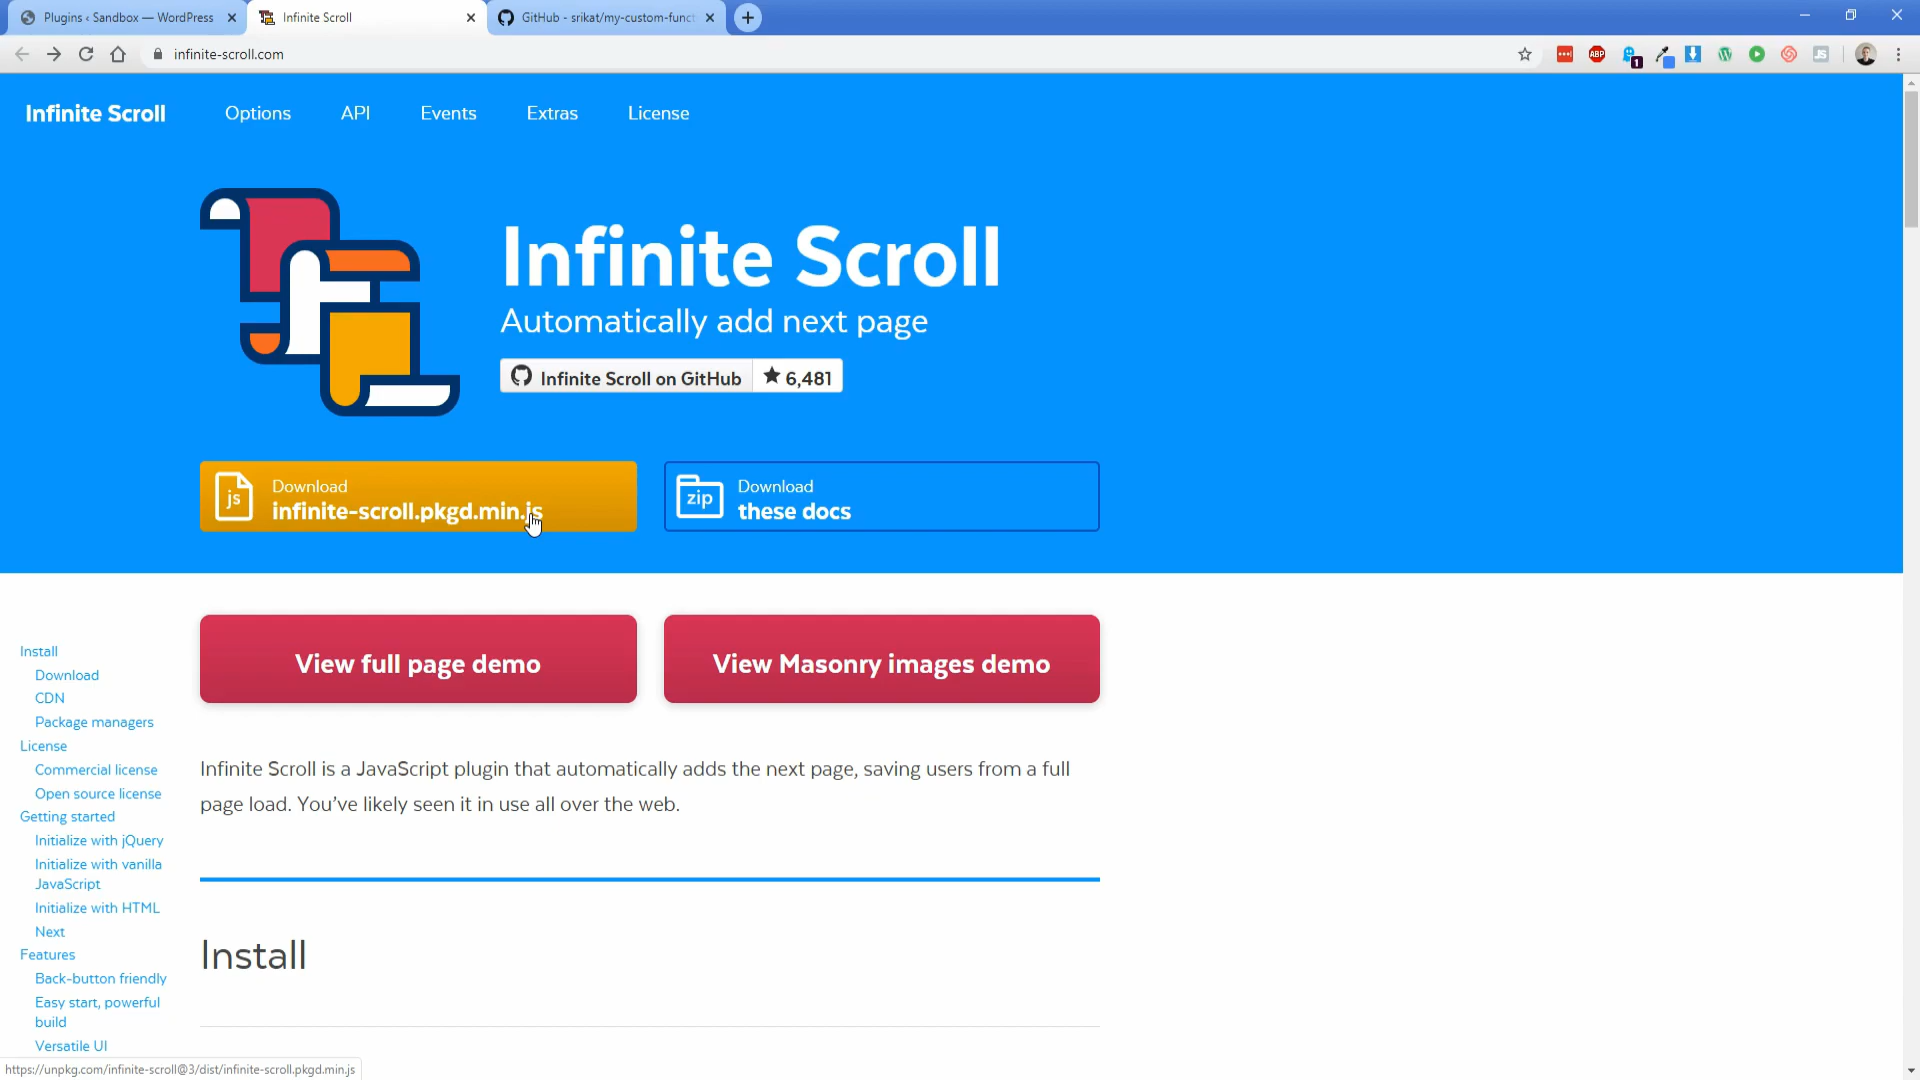 Plugins ‹ Sandbox — WordPress
Infinite Scroll
GitHub - srikat/my-custom-funct
infinite-scroll.com
ABP
1
JS
Infinite Scroll
Options
API
Events
Extras
License
Infinite Scroll
Automatically add next page
Infinite Scroll on GitHub
6,481
js
Download
infinite-scroll.pkgd.min.js
zip
Download
these docs
View full page demo
View Masonry images demo
Install
Download
CDN
Package managers
License
Commercial license
Open source license
Getting started
Initialize with jQuery
Initialize with vanilla
JavaScript
Initialize with HTML
Next
Features
Back-button friendly
Easy start, powerful
build
Versatile UI
Infinite Scroll is a JavaScript plugin that automatically adds the next page, saving users from a full
page load. You’ve likely seen it in use all over the web.
Install
https://unpkg.com/infinite-scroll@3/dist/infinite-scroll.pkgd.min.js